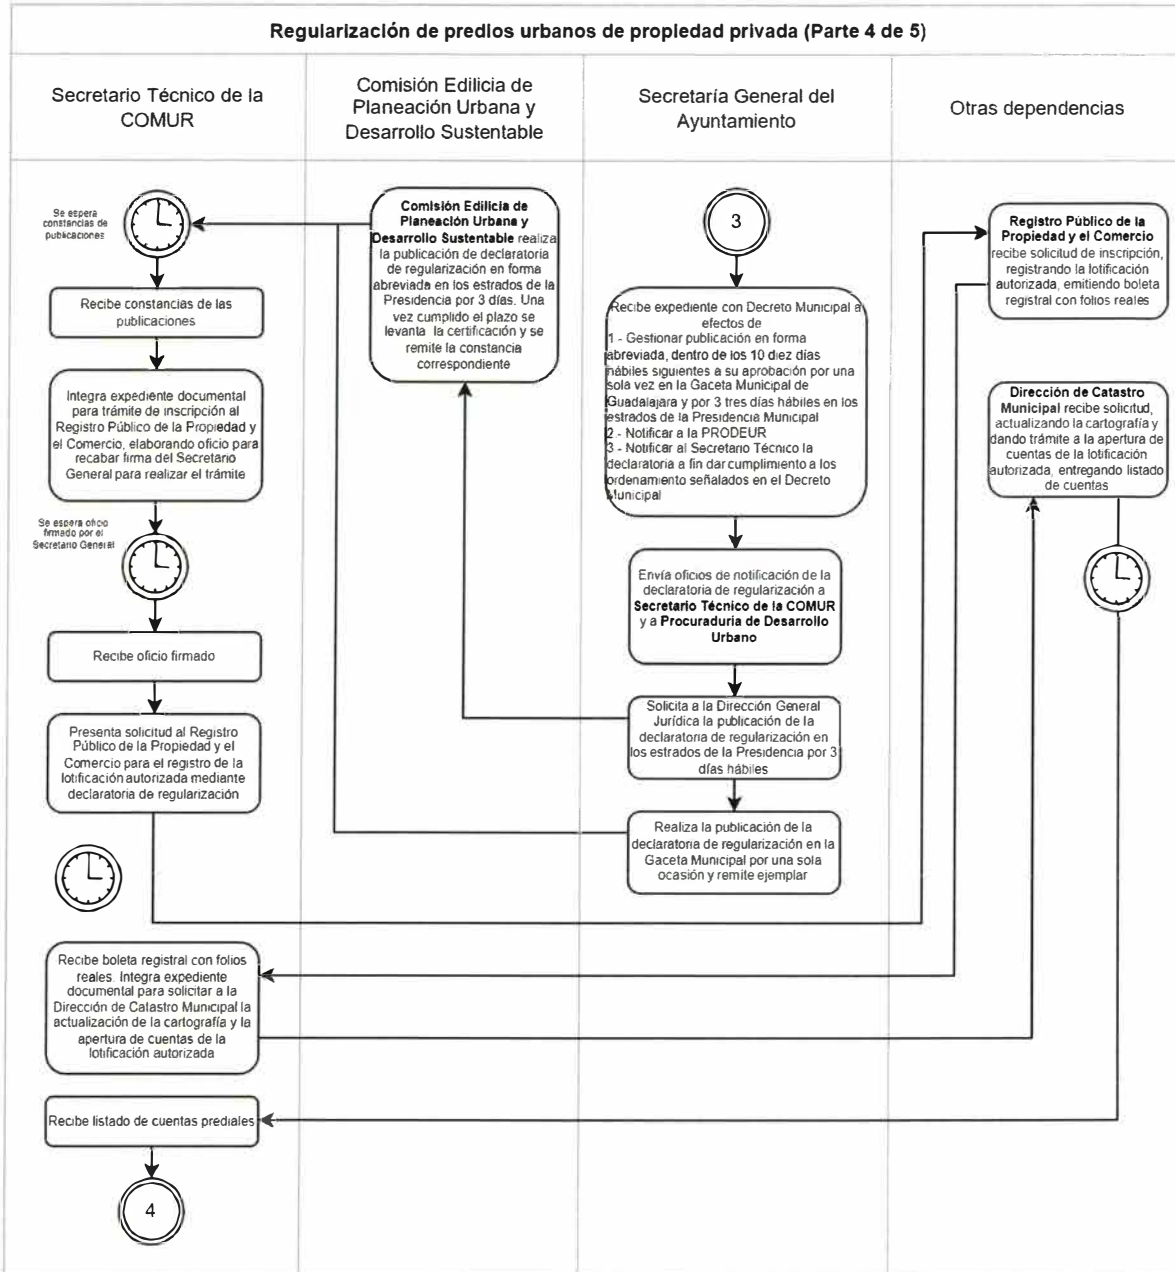 Regularización de predios urbanos de propiedad privada (Parte 4 de 5)
Secretario Técnico de la
COMUR
Comisión Edilicia de
Planeación Urbana y
Desarrollo Sustentable
Secretaría General del
Ayuntamiento
Otras dependencias
Se espera
constancias de
publicaciones
Recibe constancias de las
publicaciones
Integra expediente documental
para trámite de inscripción al
Registro Público de la Propiedad y
el Comercio, elaborando oficio para
recabar firma del Secretario
General para realizar el trámite
Se espera oficio
firmado por el
Secretario General
Recibe oficio firmado
Presenta solicitud al Registro
Público de la Propiedad y el
Comercio para el registro de la
lotificación autorizada mediante
declaratoria de regularización
Recibe boleta registral con folios
reales. Integra expediente
documental para solicitar a la
Dirección de Catastro Municipal la
actualización de la cartografía y la
apertura de cuentas de la
lotificación autorizada
Recibe listado de cuentas prediales
4
Comisión Edilicia de
Planeación Urbana y
Desarrollo Sustentable realiza
la publicación de declaratoria
de regularización en forma
abreviada en los estrados de la
Presidencia por 3 días. Una
vez cumplido el plazo se
levanta la certificación y se
remite la constancia
correspondiente
3
Recibe expediente con Decreto Municipal a
efectos de
1 - Gestionar publicación en forma
abreviada, dentro de los 10 diez días
hábiles siguientes a su aprobación por una
sola vez en la Gaceta Municipal de
Guadalajara y por 3 tres días hábiles en los
estrados de la Presidencia Municipal
2 - Notificar a la PRODEUR
3 - Notificar al Secretario Técnico la
declaratoria a fin dar cumplimiento a los
ordenamiento señalados en el Decreto
Municipal
Envía oficios de notificación de la
declaratoria de regularización a
Secretario Técnico de la COMUR
y a Procuraduria de Desarrollo
Urbano
Solicita a la Dirección General
Jurídica la publicación de la
declaratoria de regularización en
los estrados de la Presidencia por 3
días hábiles
Realiza la publicación de la
declaratoria de regularización en la
Gaceta Municipal por una sola
ocasión y remite ejemplar
Registro Público de la
Propiedad y el Comercio
recibe solicitud de inscripción,
registrando la lotificación
autorizada, emitiendo boleta
registral con folios reales
Dirección de Catastro
Municipal recibe solicitud,
actualizando la cartografía y
dando trámite a la apertura de
cuentas de la lotificación
autorizada, entregando listado
de cuentas